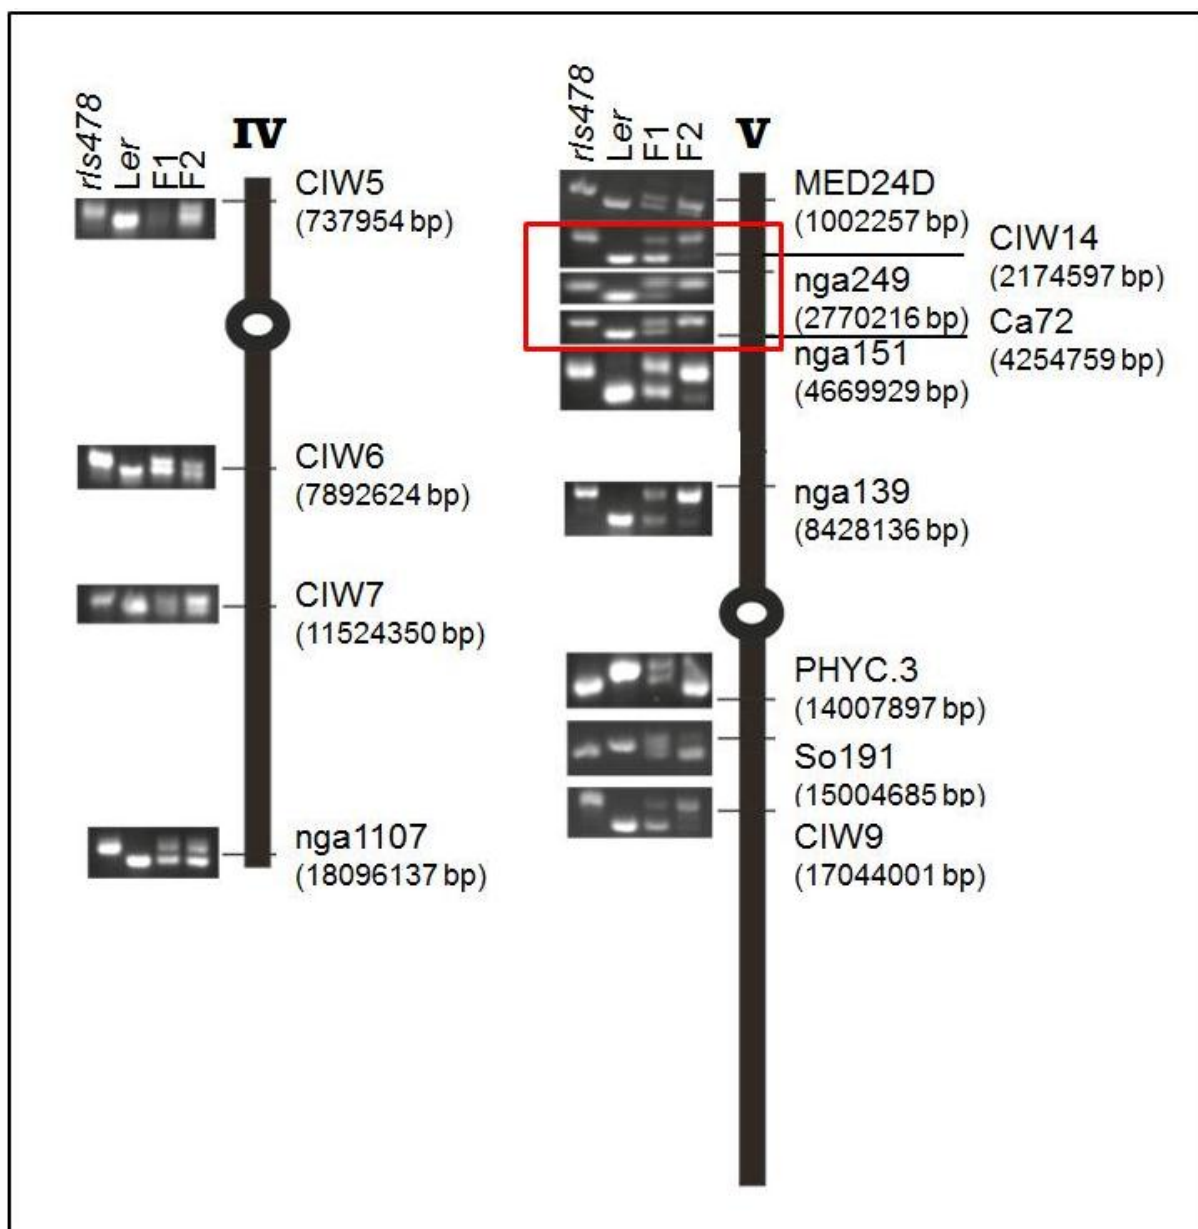 rls478
Ler
F1
F2
IV
CIW5
(737954 bp)
CIW6
(7892624 bp)
CIW7
(11524350 bp)
nga1107
(18096137 bp)
rls478
Ler
F1
F2
V
MED24D
(1002257 bp)
CIW14
(2174597 bp)
nga249
(2770216 bp)
Ca72
(4254759 bp)
nga151
(4669929 bp)
nga139
(8428136 bp)
PHYC.3
(14007897 bp)
So191
(15004685 bp)
CIW9
(17044001 bp)